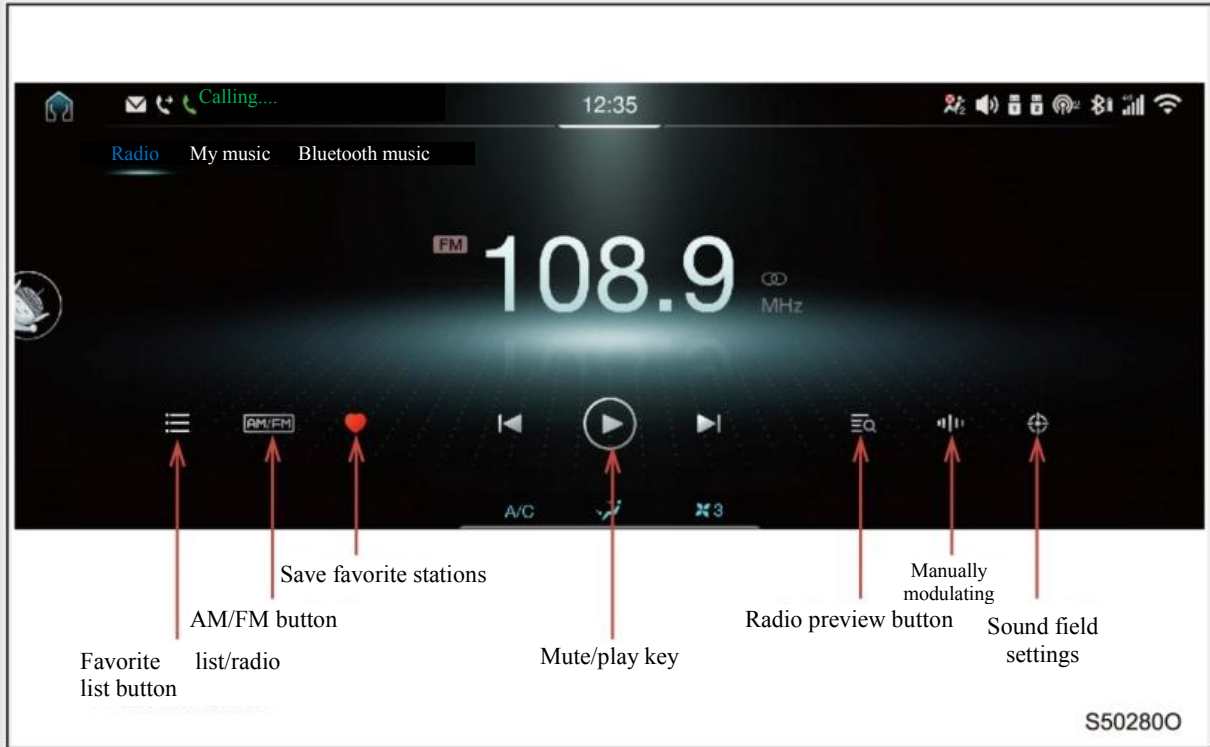 Calling....
12:35
Radio My music Bluetooth music
FM
108.9
MHz
AM/FM
A/C
3
Save favorite stations
Manually
modulating
AM/FM button
Radio preview button
Sound field
settings
Favorite list/radio
list button
Mute/play key
S50280O